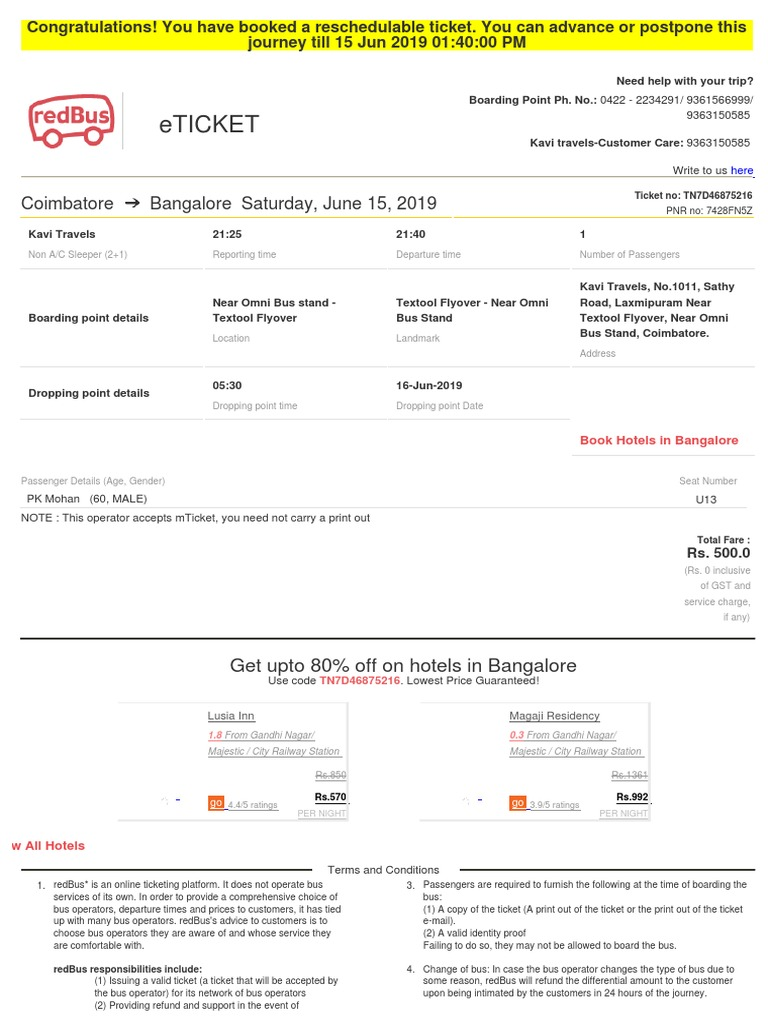 Congratulations! You have booked a reschedulable ticket. You can advance or postpone this
journey till 15 Jun 2019 01:40:00 PM
redBus
eTICKET
Need help with your trip?
Boarding Point Ph. No.: 0422 - 2234291/ 9361566999/
9363150585
Kavi travels-Customer Care: 9363150585
Write to us here
Coimbatore ➔ Bangalore Saturday, June 15, 2019
Ticket no: TN7D46875216
PNR no: 7428FN5Z
Kavi Travels
Non A/C Sleeper (2+1)
21:25
Reporting time
21:40
Departure time
1
Number of Passengers
Boarding point details
Near Omni Bus stand -
Textool Flyover
Location
Textool Flyover - Near Omni
Bus Stand
Landmark
Kavi Travels, No.1011, Sathy
Road, Laxmipuram Near
Textool Flyover, Near Omni
Bus Stand, Coimbatore.
Address
Dropping point details
05:30
Dropping point time
16-Jun-2019
Dropping point Date
Book Hotels in Bangalore
Passenger Details (Age, Gender)
Seat Number
PK Mohan (60, MALE)
U13
NOTE : This operator accepts mTicket, you need not carry a print out
Total Fare :
Rs. 500.0
(Rs. 0 inclusive
of GST and
service charge,
if any)
Get upto 80% off on hotels in Bangalore
Use code TN7D46875216. Lowest Price Guaranteed!
Lusia Inn
1.8 From Gandhi Nagar/
Majestic / City Railway Station
Rs.850
go 4.4/5 ratings
Rs.570
PER NIGHT
Magaji Residency
0.3 From Gandhi Nagar/
Majestic / City Railway Station
Rs.1361
go 3.9/5 ratings
Rs.992
PER NIGHT
w All Hotels
Terms and Conditions
1. redBus* is an online ticketing platform. It does not operate bus
services of its own. In order to provide a comprehensive choice of
bus operators, departure times and prices to customers, it has tied
up with many bus operators. redBus's advice to customers is to
choose bus operators they are aware of and whose service they
are comfortable with.
redBus responsibilities include:
(1) Issuing a valid ticket (a ticket that will be accepted by
the bus operator) for its network of bus operators
(2) Providing refund and support in the event of
3. Passengers are required to furnish the following at the time of boarding the
bus:
(1) A copy of the ticket (A print out of the ticket or the print out of the ticket
e-mail).
(2) A valid identity proof
Failing to do so, they may not be allowed to board the bus.
4. Change of bus: In case the bus operator changes the type of bus due to
some reason, redBus will refund the differential amount to the customer
upon being intimated by the customers in 24 hours of the journey.